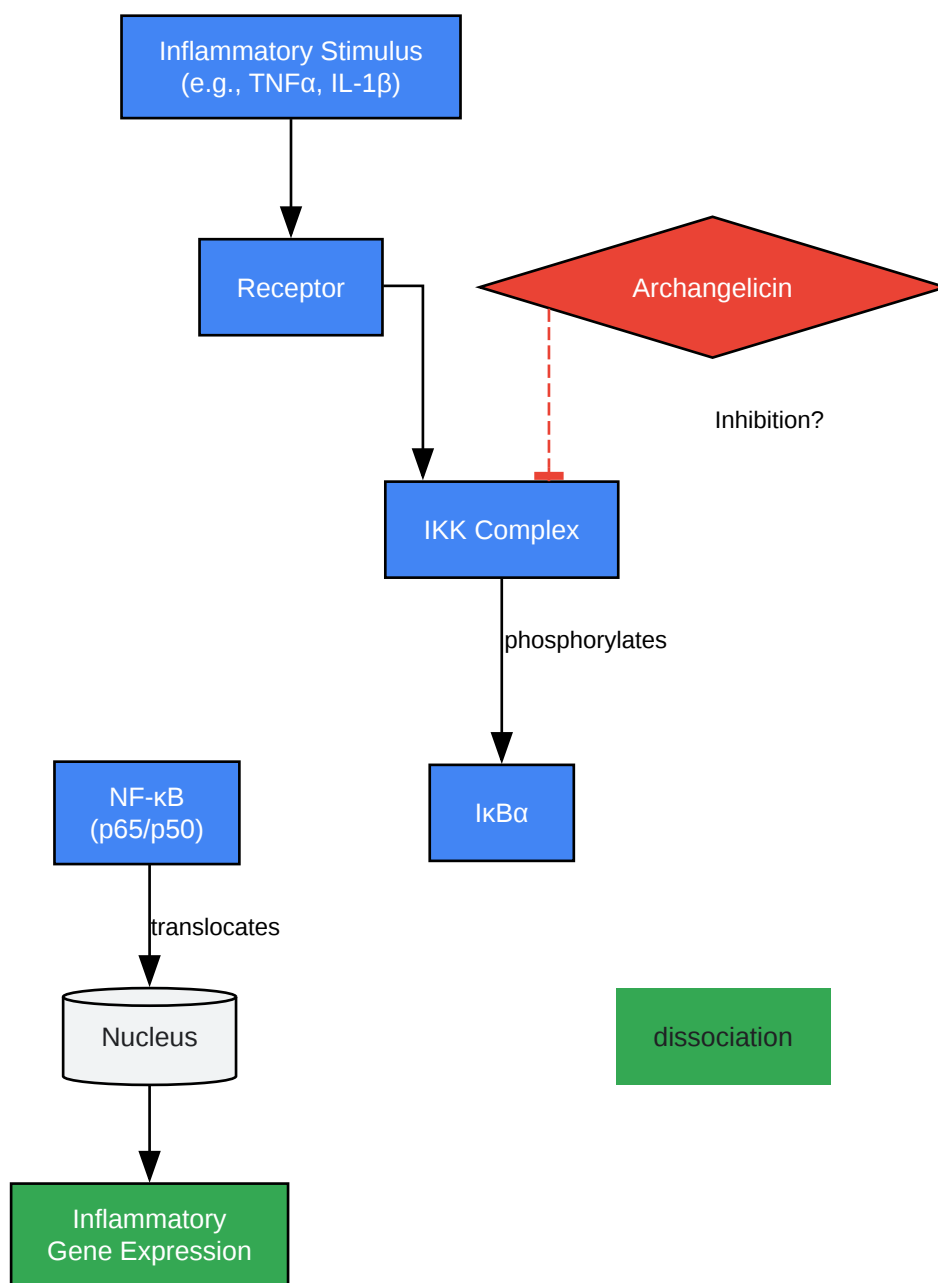 Inflammatory Stimulus
(e.g., TNFα, IL-1β)
Receptor
Archangelicin
Inhibition?
IKK Complex
phosphorylates
IκBα
NF-κB
(p65/p50)
translocates
Nucleus
dissociation
Inflammatory
Gene Expression